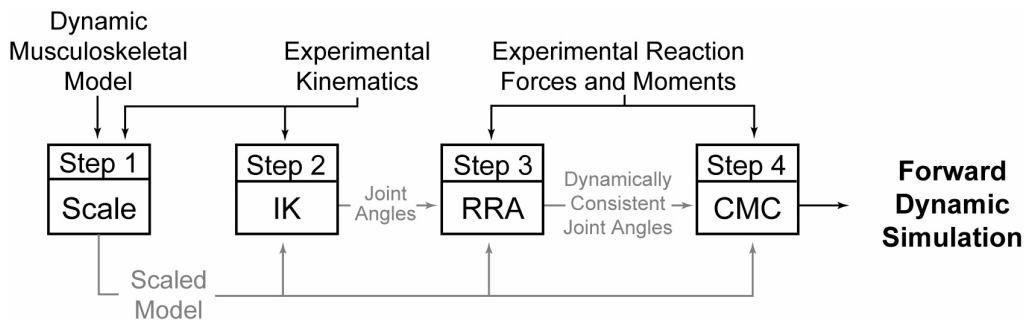 Dynamic
Musculoskeletal
Model
Experimental
Kinematics
Experimental Reaction
Forces and Moments
Step 1
Scale
Step 2
IK
Joint
Angles
Step 3
RRA
Dynamically
Consistent
Joint Angles
Step 4
CMC
Forward
Dynamic
Simulation
Scaled
Model